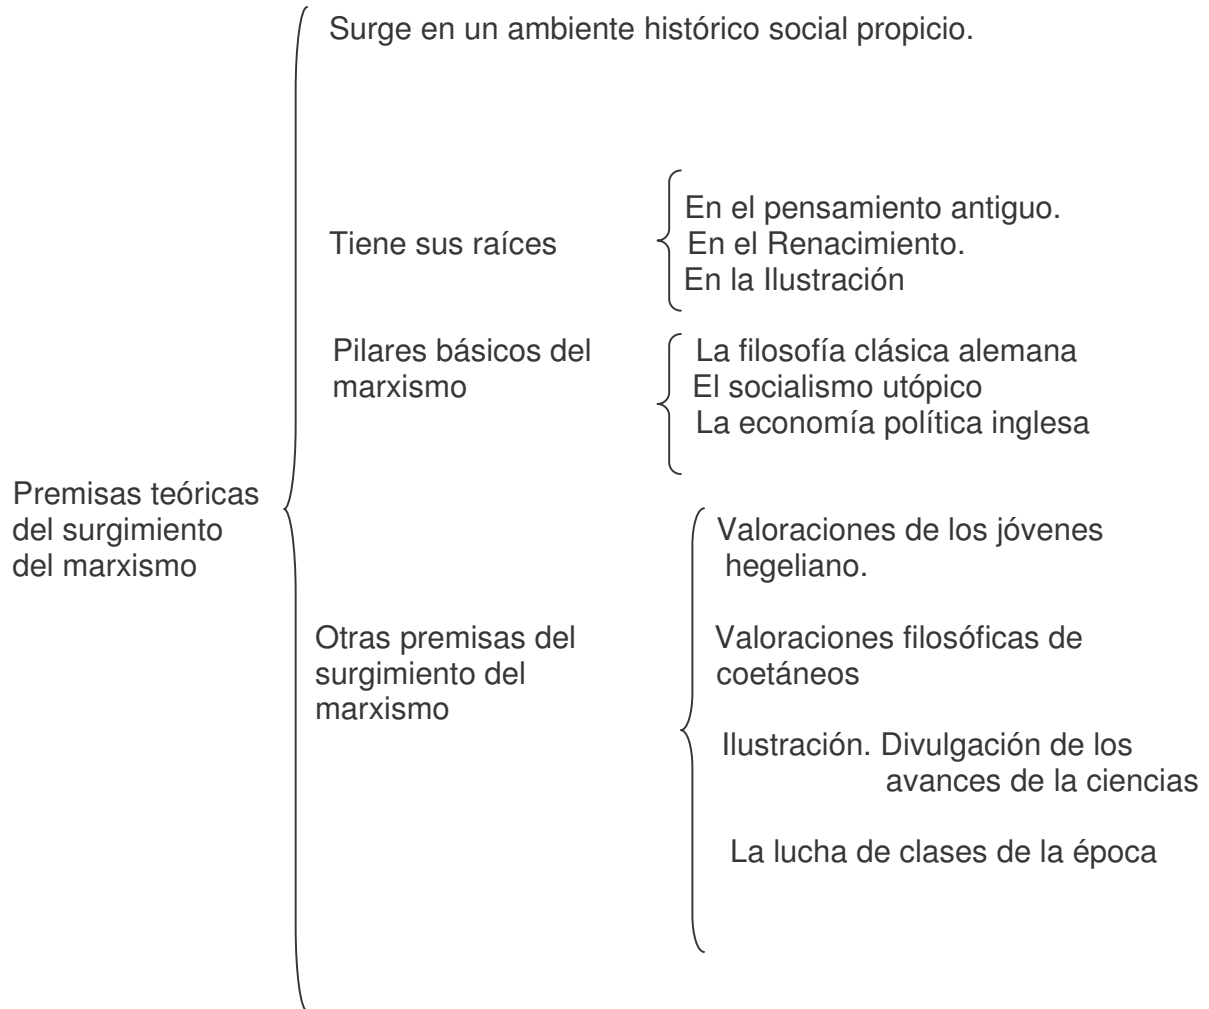 Surge en un ambiente histórico social propicio.
Tiene sus raíces
En el pensamiento antiguo.
En el Renacimiento.
En la Ilustración
Pilares básicos del
marxismo
La filosofía clásica alemana
El socialismo utópico
La economía política inglesa
Premisas teóricas
del surgimiento
del marxismo
Otras premisas del
surgimiento del
marxismo
Valoraciones de los jóvenes
hegeliano.
Valoraciones filosóficas de
coetáneos
Ilustración. Divulgación de los
avances de la ciencias
La lucha de clases de la época